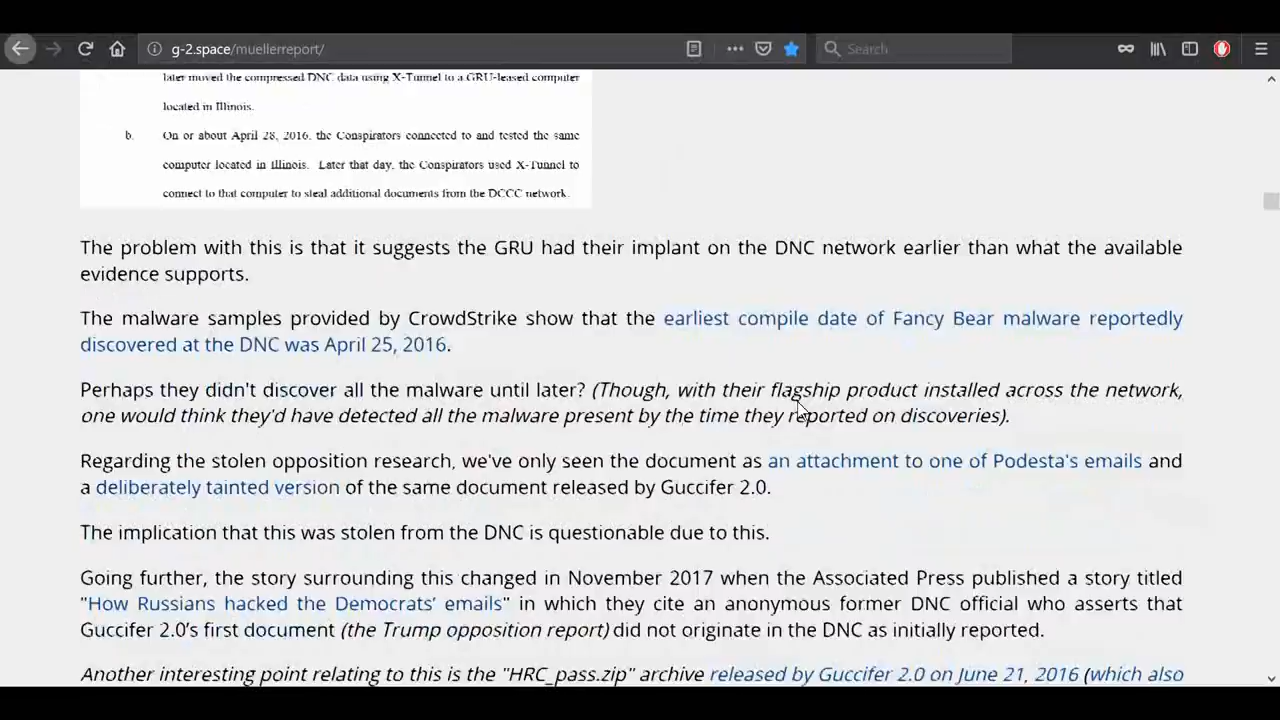 g-2.space/muellerreport/
Search
later moved the compressed DNC data using X-Tunnel to a GRU-leased computer
located in Illinois.
b. On or about April 28, 2016, the Conspirators connected to and tested the same
computer located in Illinois. Later that day, the Conspirators used X-Tunnel to
connect to that computer to steal additional documents from the DCCC network.
The problem with this is that it suggests the GRU had their implant on the DNC network earlier than what the available
evidence supports.
The malware samples provided by CrowdStrike show that the earliest compile date of Fancy Bear malware reportedly
discovered at the DNC was April 25, 2016.
Perhaps they didn't discover all the malware until later? (Though, with their flagship product installed across the network,
one would think they'd have detected all the malware present by the time they reported on discoveries).
Regarding the stolen opposition research, we've only seen the document as an attachment to one of Podesta's emails and
a deliberately tainted version of the same document released by Guccifer 2.0.
The implication that this was stolen from the DNC is questionable due to this.
Going further, the story surrounding this changed in November 2017 when the Associated Press published a story titled
"How Russians hacked the Democrats’ emails" in which they cite an anonymous former DNC official who asserts that
Guccifer 2.0’s first document (the Trump opposition report) did not originate in the DNC as initially reported.
Another interesting point relating to this is the "HRC_pass.zip" archive released by Guccifer 2.0 on June 21, 2016 (which also